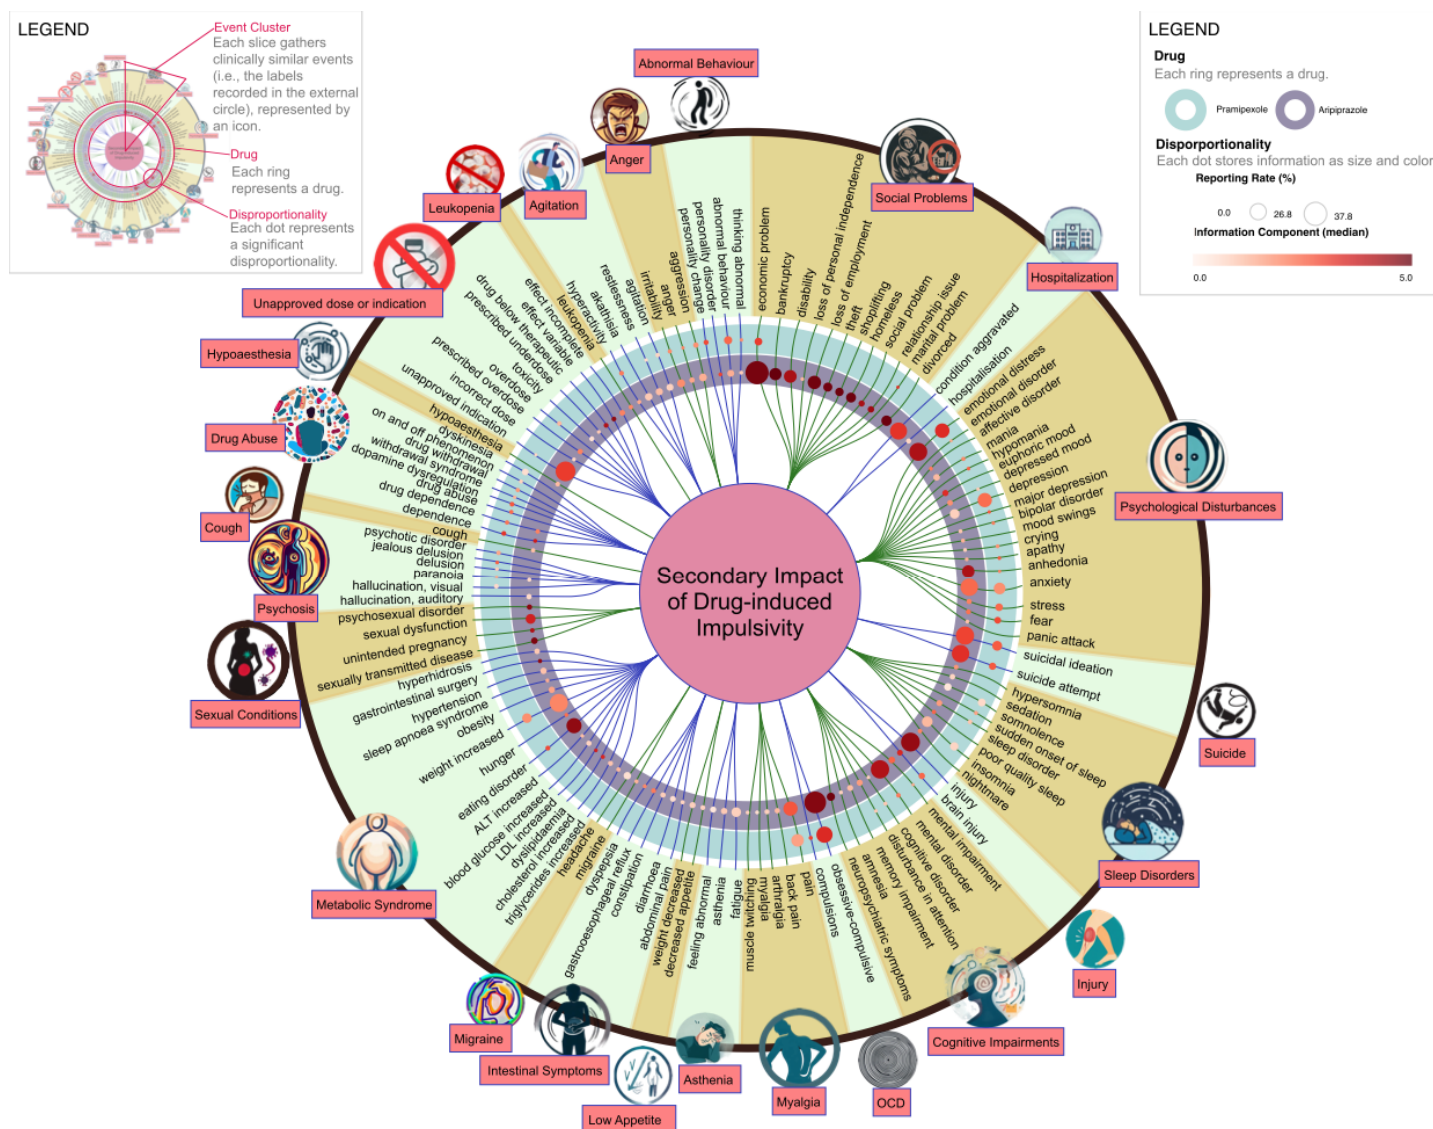 LEGEND
Event Cluster
Each slice gathers
clinically similar events
(i.e., the labels
recorded in the external
circle), represented by
an icon.
Drug
Each ring
represents a drug.
Disproportionality
Each dot represents
a significant
disproportionality.
LEGEND
Drug
Each ring represents a drug.
Pramipexole
Aripiprazole
Disporportionality
Each dot stores information as size and color
Reporting Rate (%)
0.0
26.8
37.8
Information Component (median)
0.0
5.0
Secondary Impact
of Drug-induced
Impulsivity
Abnormal Behaviour
Social Problems
Hospitalization
Psychological Disturbances
Suicide
Sleep Disorders
Injury
Cognitive Impairments
OCD
Myalgia
Asthenia
Low Appetite
Intestinal Symptoms
Migraine
Metabolic Syndrome
Sexual Conditions
Psychosis
Cough
Drug Abuse
Hypoaesthesia
Unapproved dose or indication
Leukopenia
Agitation
Anger
economic problem
bankruptcy
disability
loss of personal independence
loss of employment
theft
shoplifting
homeless
social problem
relationship issue
marital problem
divorced
condition aggravated
hospitalisation
emotional distress
emotional disorder
affective disorder
mania
hypomania
euphoric mood
depressed mood
depression
major depression
bipolar disorder
mood swings
crying
apathy
anhedonia
anxiety
stress
fear
panic attack
suicidal ideation
suicide attempt
hypersomnia
sedation
somnolence
sudden onset of sleep
sleep disorder
poor quality sleep
insomnia
nightmare
injury
brain injury
mental impairment
mental disorder
cognitive disorder
disturbance in attention
memory impairment
amnesia
neuropsychiatric symptoms
obsessive-compulsive
compulsions
pain
back pain
arthralgia
myalgia
muscle twitching
fatigue
asthenia
feeling abnormal
decreased appetite
weight decreased
abdominal pain
diarrhoea
constipation
gastrooesophageal reflux
dyspepsia
migraine
headache
triglycerides increased
cholesterol increased
dyslipidaemia
LDL increased
blood glucose increased
ALT increased
eating disorder
hunger
weight increased
obesity
sleep apnoea syndrome
hypertension
gastrointestinal surgery
hyperhidrosis
sexually transmitted disease
unintended pregnancy
sexual dysfunction
psychosexual disorder
hallucination, auditory
hallucination, visual
paranoia
delusion
jealous delusion
psychotic disorder
cough
dependence
drug dependence
drug abuse
dopamine dysregulation
withdrawal syndrome
drug withdrawal
on and off phenomenon
dyskinesia
hypoaesthesia
unapproved indication
incorrect dose
prescribed overdose
overdose
toxicity
prescribed underdose
drug below therapeutic
effect variable
effect incomplete
leukopenia
hyperactivity
akathisia
restlessness
agitation
irritability
anger
aggression
personality change
personality disorder
abnormal behaviour
thinking abnormal